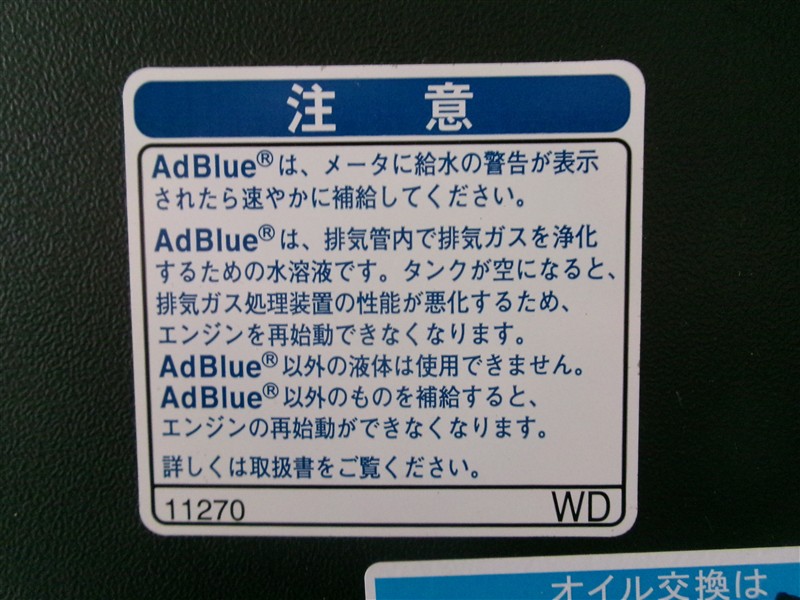 注 意
AdBlue®は、メータに給水の警告が表示
されたら速やかに補給してください。
AdBlue®は、排気管内で排気ガスを浄化
するための水溶液です。タンクが空になると、
排気ガス処理装置の性能が悪化するため、
エンジンを再始動できなくなります。
AdBlue®以外の液体は使用できません。
AdBlue®以外のものを補給すると、
エンジンの再始動ができなくなります。
詳しくは取扱書をご覧ください。
11270 WD
オイル交換は